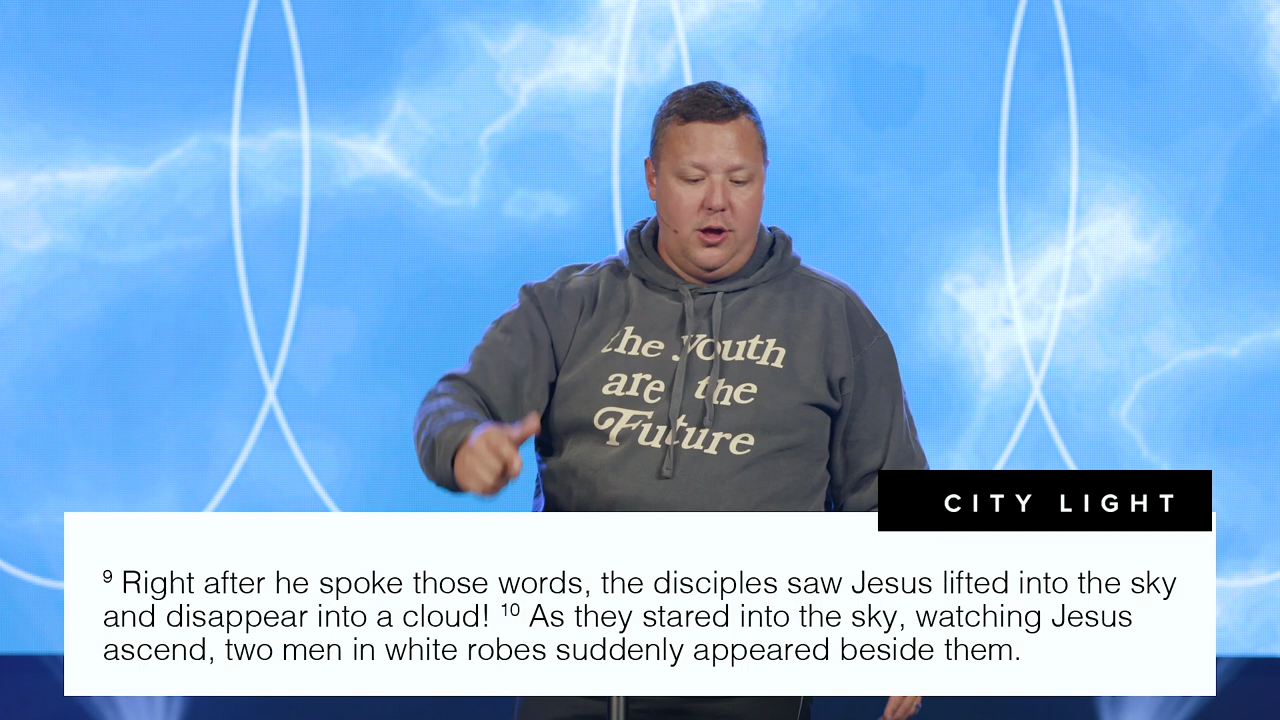 the youth
are the
Future
CITY LIGHT
⁹ Right after he spoke those words, the disciples saw Jesus lifted into the sky
and disappear into a cloud! ¹⁰ As they stared into the sky, watching Jesus
ascend, two men in white robes suddenly appeared beside them.